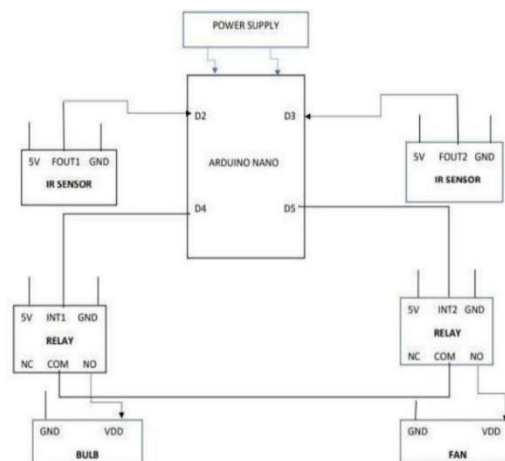 POWER SUPPLY
D2 D3
ARDUINO NANO
D4 D5
5V FOUT1 GND
IR SENSOR
5V FOUT2 GND
IR SENSOR
5V INT1 GND
RELAY
NC COM NO
5V INT2 GND
RELAY
NC COM NO
GND VDD
BULB
GND VDD
FAN